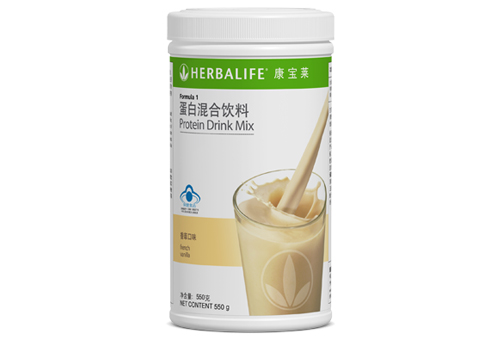 HERBALIFE® 康宝莱
Formula 1
蛋白混合饮料
Protein Drink Mix
香草口味
French
vanilla
净含量: 550克
NET CONTENT 550 g